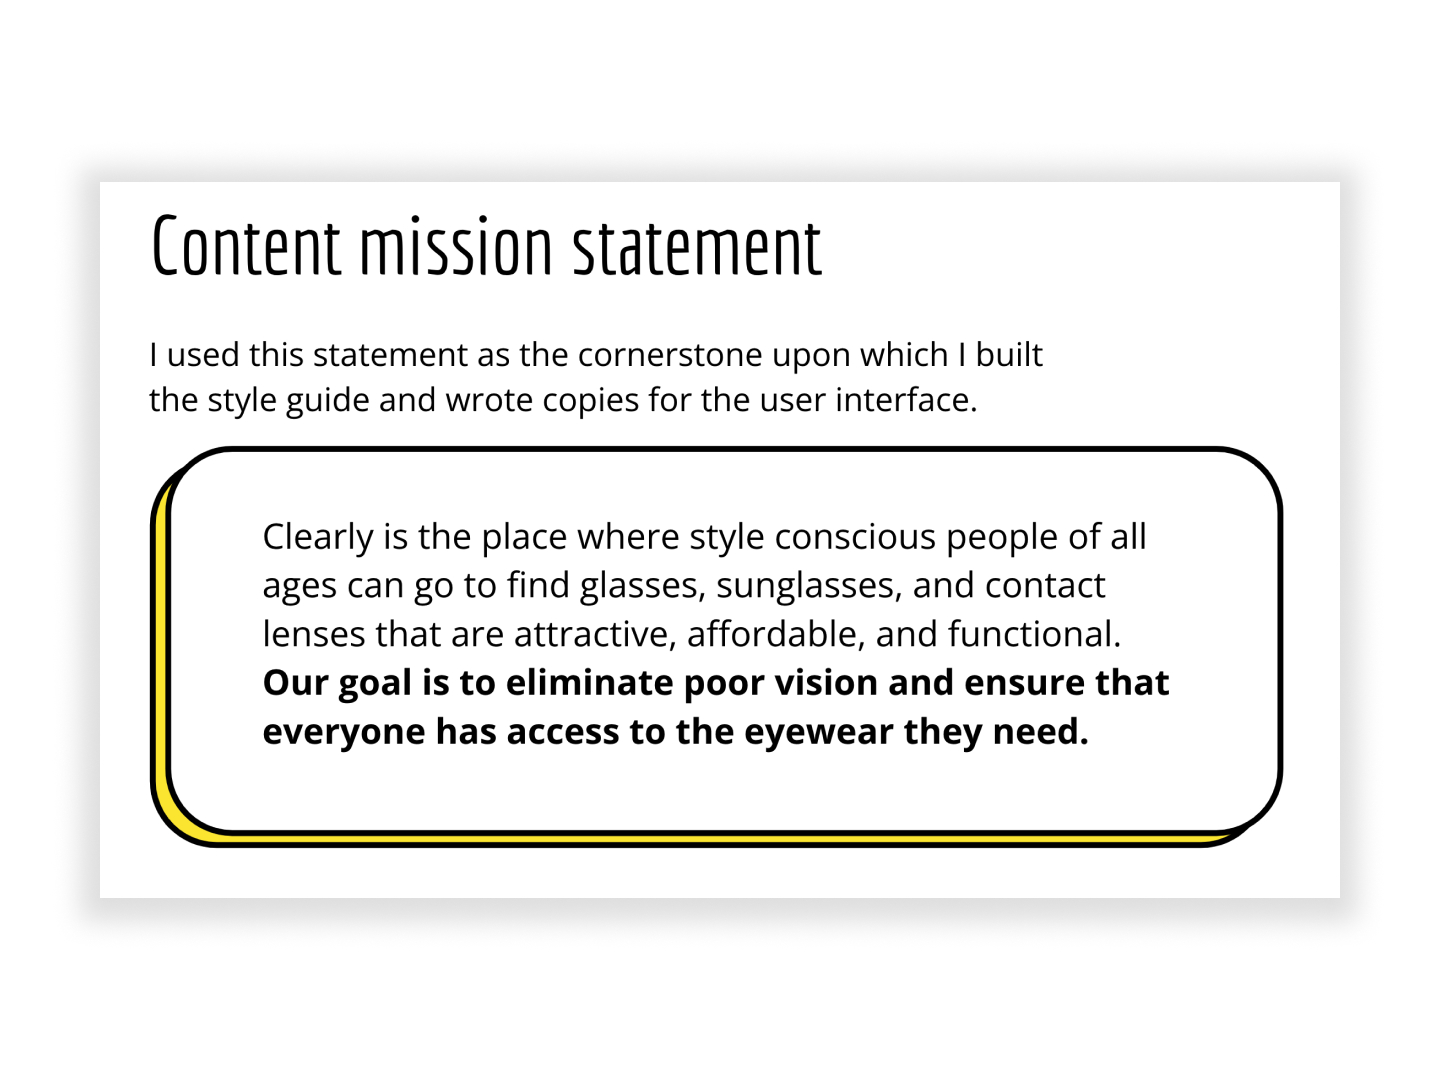 Content mission statement
I used this statement as the cornerstone upon which I built
the style guide and wrote copies for the user interface.
Clearly is the place where style conscious people of all
ages can go to find glasses, sunglasses, and contact
lenses that are attractive, affordable, and functional.
Our goal is to eliminate poor vision and ensure that
everyone has access to the eyewear they need.